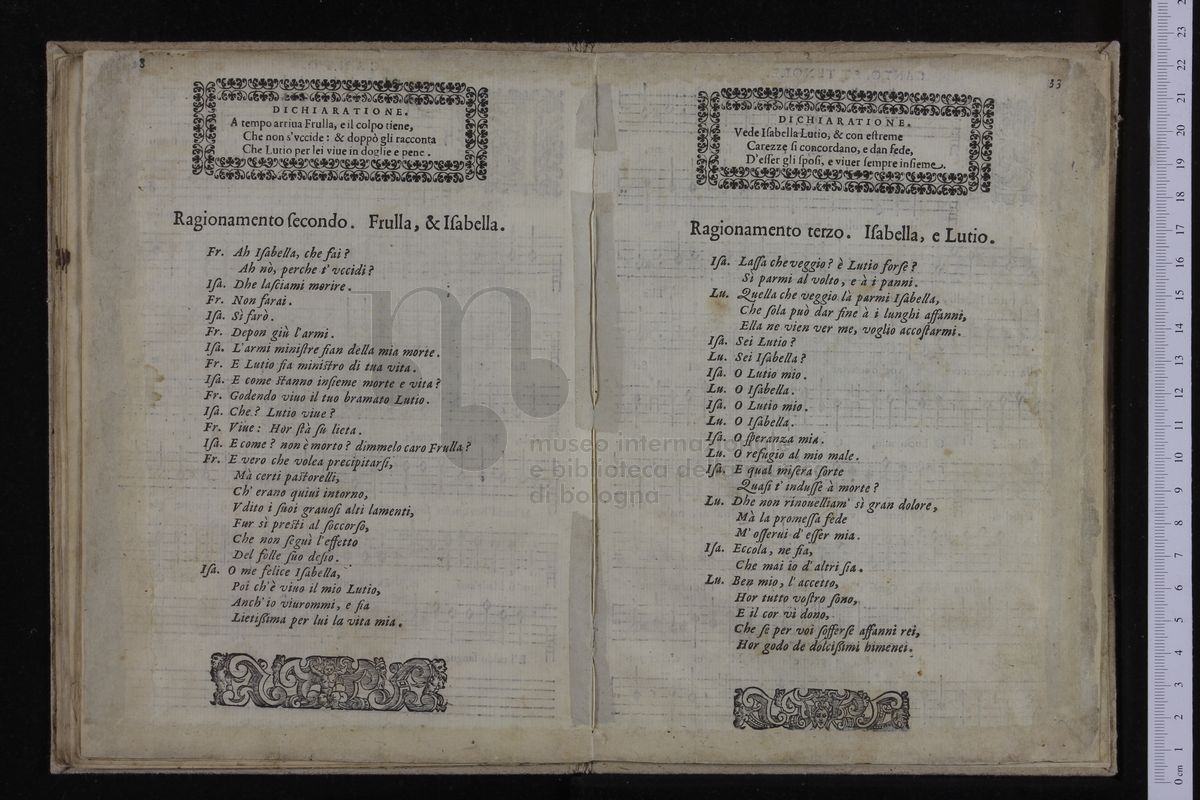 DICHIARATIONE.
A tempo arriua Frulla, e il colpo tiene,
Che non s'vccide: & doppò gli racconta
Che Lutio per lei viue in doglie e pene.
Ragionamento ſecondo. Frulla, & Iſabella.
Fr. Ah Iſabella, che fai?
Ah nò, perche t'vccidi?
Iſa. Dhe laſciami morire.
Fr. Non farai.
Iſa. Sì farò.
Fr. Depon giù l'armi.
Iſa. L'armi miniſtre fian della mia morte.
Fr. E Lutio fia miniſtro di tua vita.
Iſa. E come ſtanno inſieme morte e vita?
Fr. Godendo viuo il tuo bramato Lutio.
Iſa. Che? Lutio viue?
Fr. Viue: Hor ſtà ſu lieta.
Iſa. E come? non è morto? dimmelo caro Frulla?
Fr. E vero che volea precipitarſi,
Mà certi paſtorelli,
Ch'erano quiui intorno,
Vdito i ſuoi grauoſi alti lamenti,
Fur sì preſti al ſoccorſo,
Che non ſeguì l'effetto
Del folle ſuo deſio.
Iſa. O me felice Iſabella,
Poi ch'è viuo il mio Lutio,
Anch'io viurommi, e fia
Lietiſsima per lui la vita mia.
33
DICHIARATIONE.
Vede Iſabella Lutio, & con eſtreme
Carezze ſi concordano, e dan fede,
D'eſſer gli ſpoſi, e viuer ſempre inſieme.
Ragionamento terzo. Iſabella, e Lutio.
Iſa. Laſſa che veggio? è Lutio forſe?
Sì parmi al volto, e à i panni.
Lu. Quella che veggio là parmi Iſabella,
Che ſola può dar fine à i lunghi affanni,
Ella ne vien ver me, voglio accoſtarmi.
Iſa. Sei Lutio?
Lu. Sei Iſabella?
Iſa. O Lutio mio.
Lu. O Iſabella.
Iſa. O Lutio mio.
Lu. O Iſabella.
Iſa. O ſperanza mia.
Lu. O refugio al mio male.
Iſa. E qual miſera ſorte
Quaſi t'induſſe à morte?
Lu. Dhe non rinouelliam' sì gran dolore,
Mà la promeſſa fede
M'oſſerui d'eſſer mia.
Iſa. Eccola, ne fia,
Che mai io d'altri ſia.
Lu. Ben mio, l'accetto,
Hor tutto voſtro ſono,
E il cor vi dono,
Che ſe per voi ſofferſe affanni rei,
Hor godo de dolciſsimi himenei.
museo internazionale
e biblioteca della
di bologna